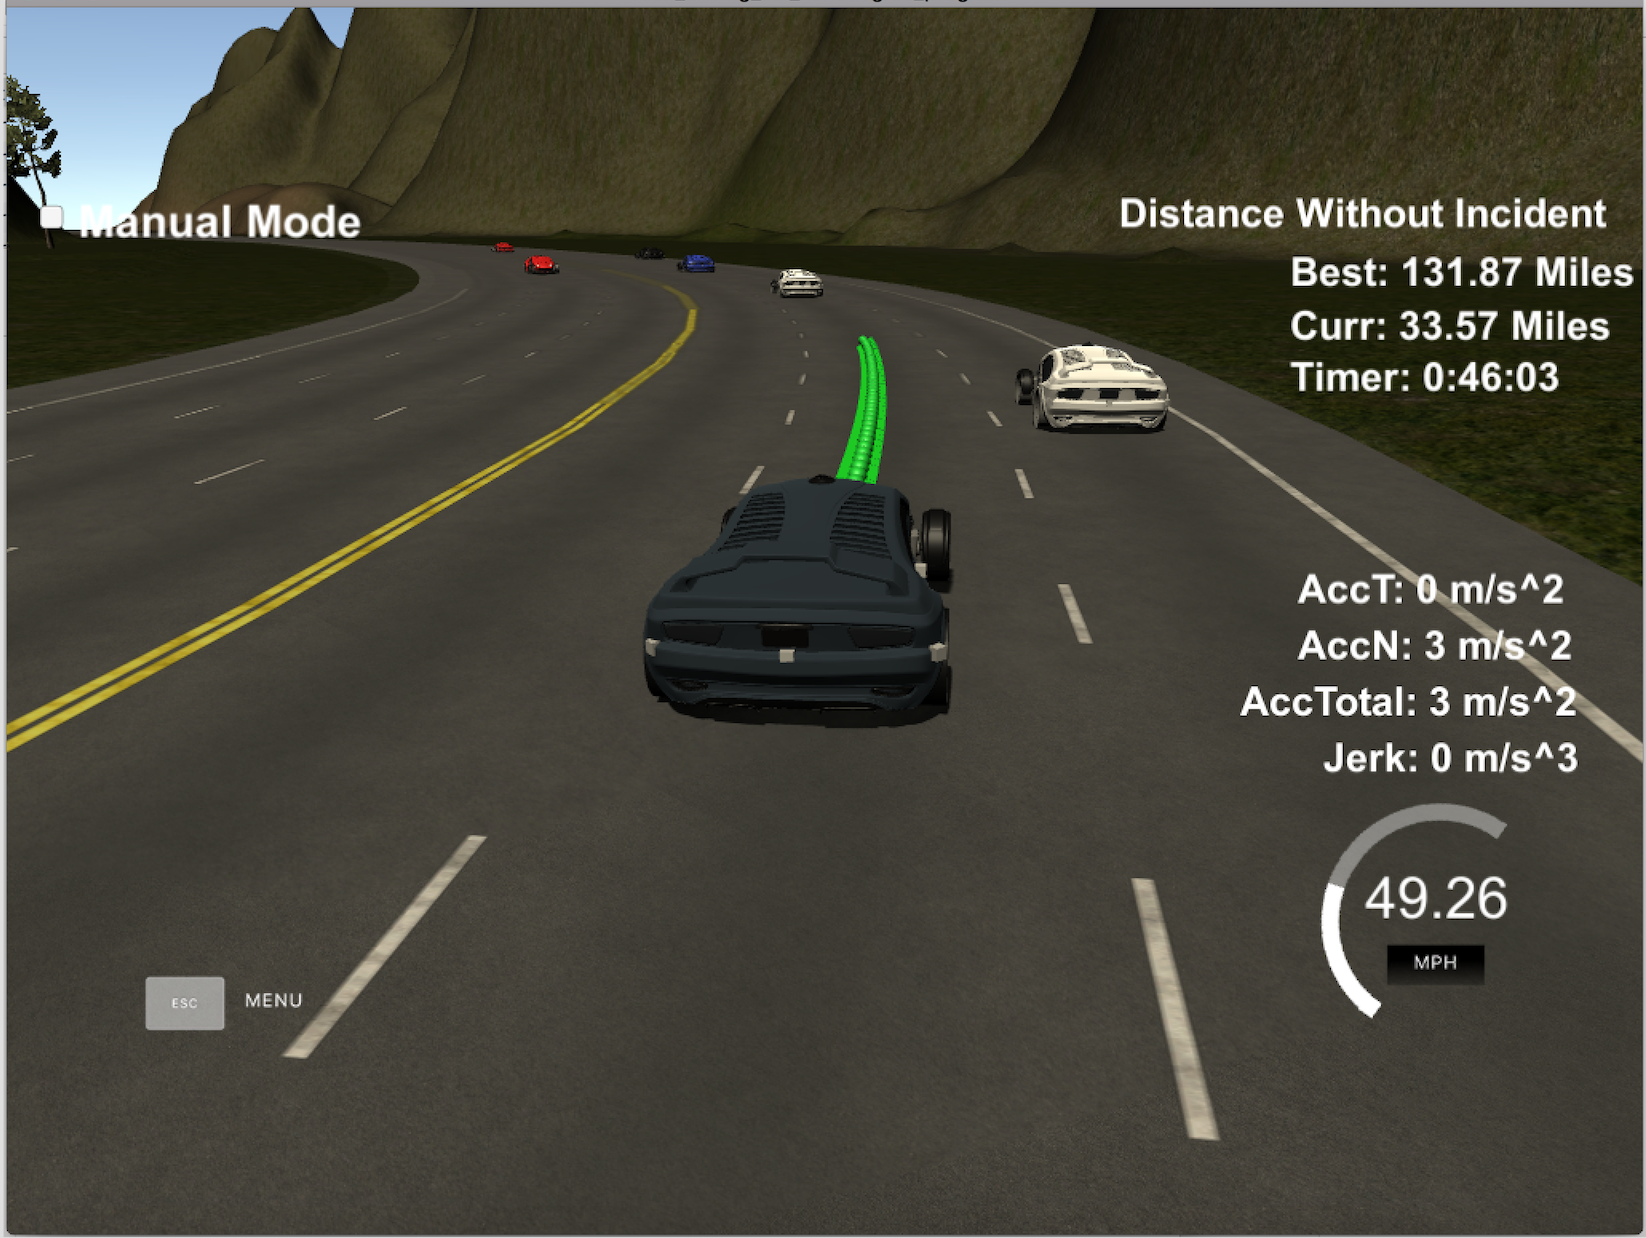 Manual Mode
Distance Without Incident
Best: 131.87 Miles
Curr: 33.57 Miles
Timer: 0:46:03
AccT: 0 m/s^2
AccN: 3 m/s^2
AccTotal: 3 m/s^2
Jerk: 0 m/s^3
49.26
MPH
ESC MENU